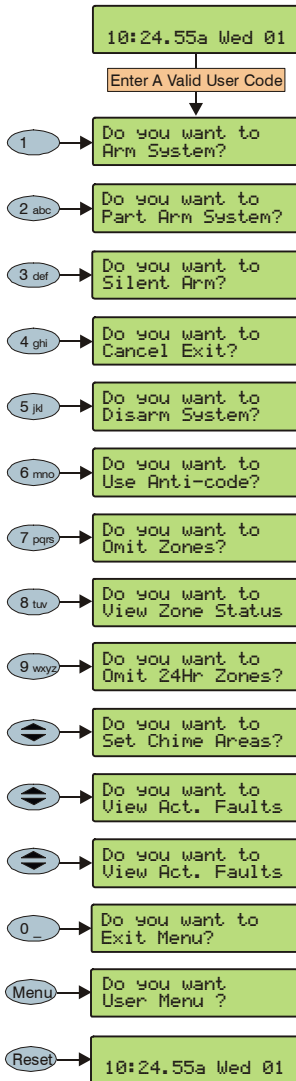 10:24.55a Wed 01
Enter A Valid User Code
1
Do you want to
Arm System?
2 abc
Do you want to
Part Arm System?
3 def
Do you want to
Silent Arm?
4 ghi
Do you want to
Cancel Exit?
5 jkl
Do you want to
Disarm System?
6 mno
Do you want to
Use Anti-code?
7 pqrs
Do you want to
Omit Zones?
8 tuv
Do you want to
View Zone Status
9 wxyz
Do you want to
Omit 24Hr Zones?
Do you want to
Set Chime Areas?
Do you want to
View Act. Faults
Do you want to
View Act. Faults
0 _
Do you want to
Exit Menu?
Menu
Do you want
User Menu ?
Reset
10:24.55a Wed 01